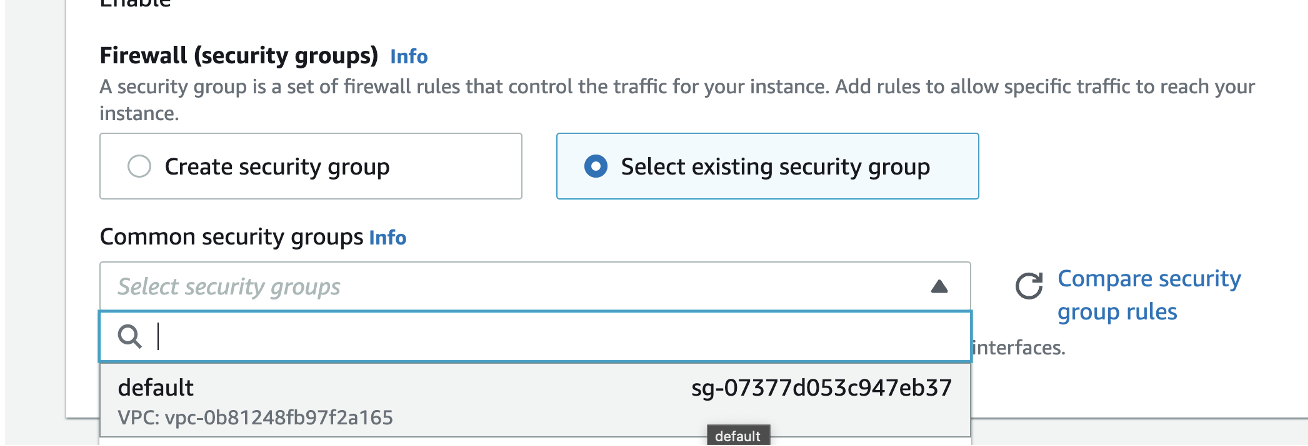 Enable
Firewall (security groups) Info
A security group is a set of firewall rules that control the traffic for your instance. Add rules to allow specific traffic to reach your
instance.
Create security group
Select existing security group
Common security groups Info
Select security groups
Compare security
group rules
interfaces.
default sg-07377d053c947eb37
VPC: vpc-0b81248fb97f2a165
default